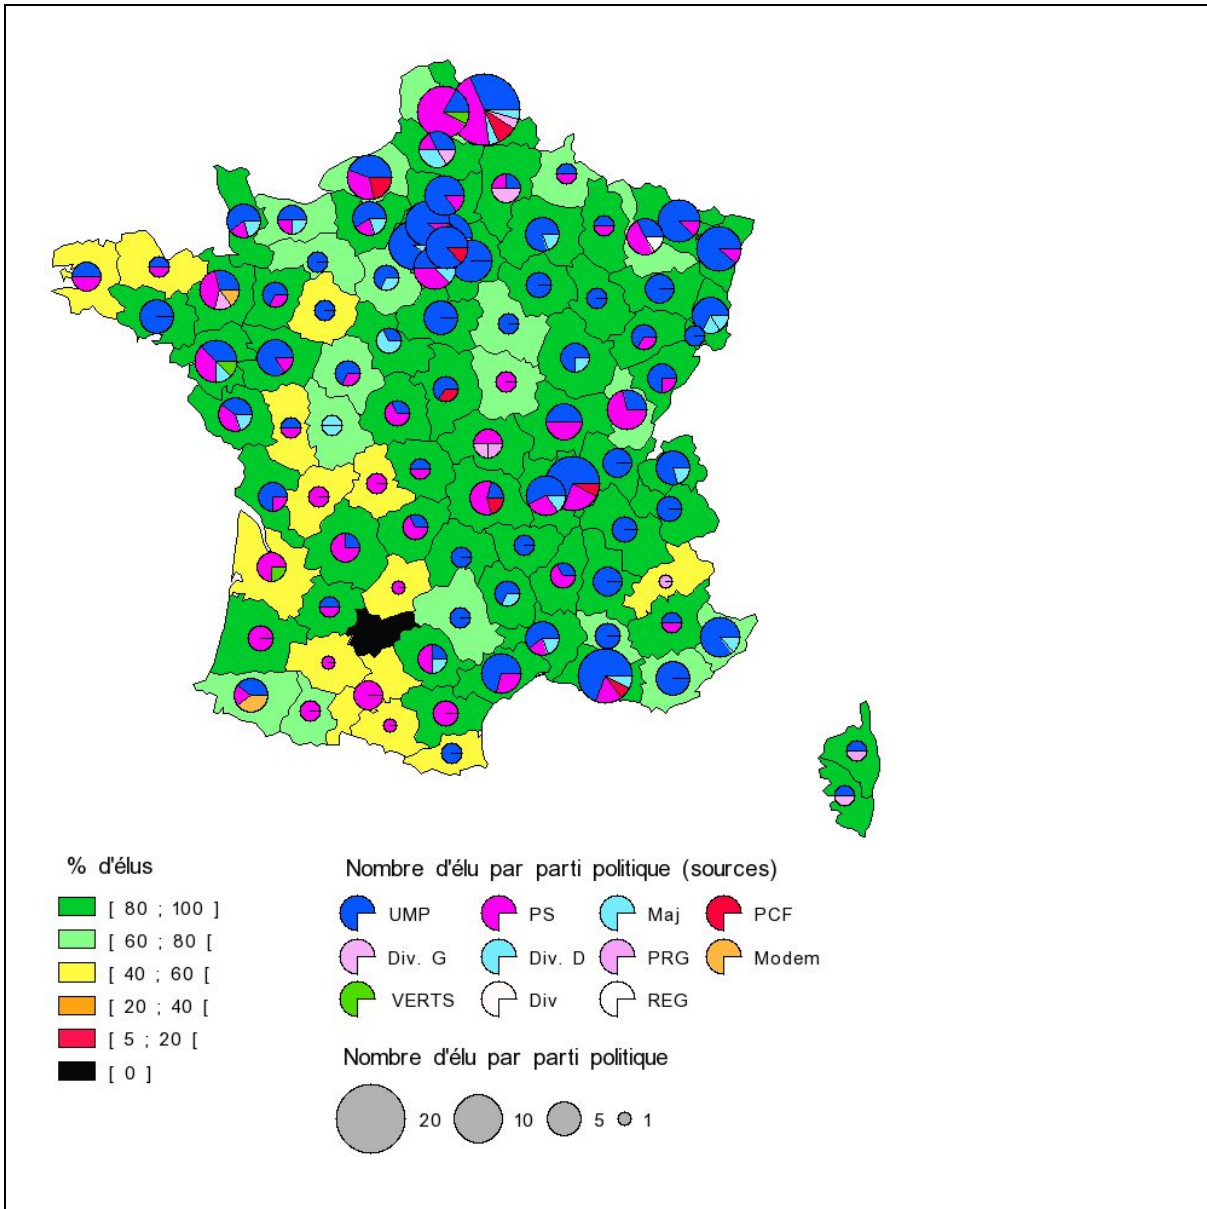 % d'élus
[ 80 ; 100 ]
[ 60 ; 80 [
[ 40 ; 60 [
[ 20 ; 40 [
[ 5 ; 20 [
[ 0 ]
Nombre d'élu par parti politique (sources)
UMP PS Maj PCF
Div. G Div. D PRG Modem
VERTS Div REG
Nombre d'élu par parti politique
20 10 5 1